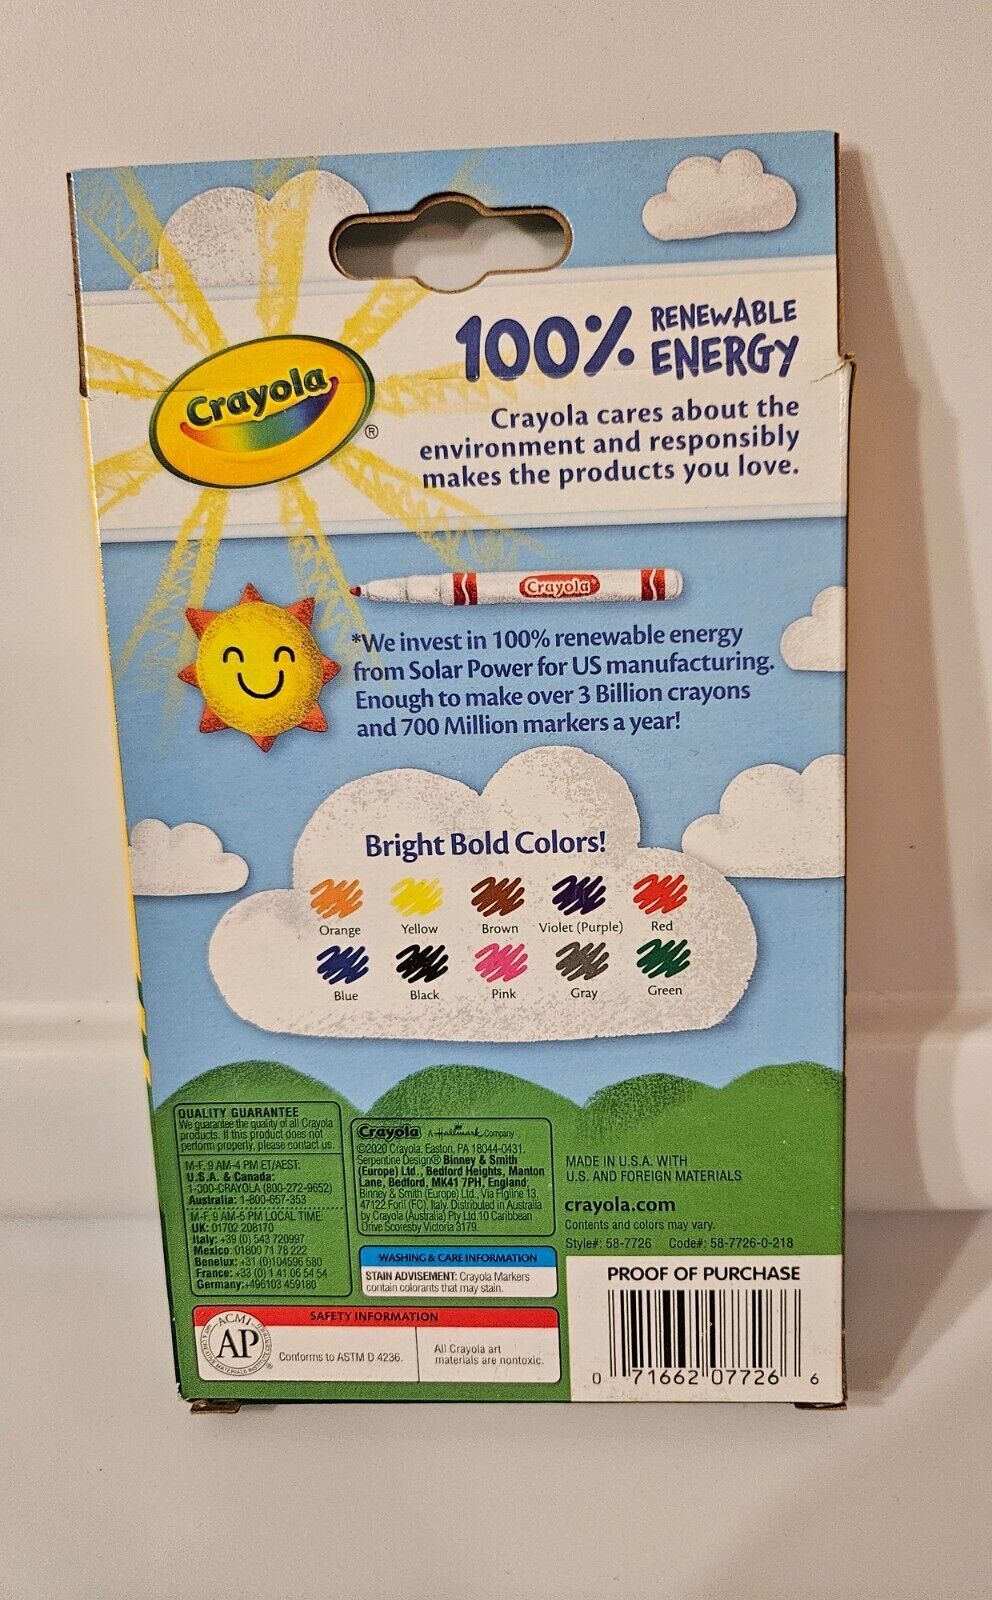 100% RENEWABLE
ENERGY
Crayola®
Crayola cares about the
environment and responsibly
makes the products you love.
Crayola
*We invest in 100% renewable energy
from Solar Power for US manufacturing.
Enough to make over 3 Billion crayons
and 700 Million markers a year!
Bright Bold Colors!
Orange Yellow Brown Violet (Purple) Red
Blue Black Pink Gray Green
QUALITY GUARANTEE
We guarantee the quality of all Crayola
products. If this product does not
perform properly, please contact us.
M-F, 9 AM-4 PM ET/AEST:
U.S.A. & Canada:
1-800-CRAYOLA (800-272-9652)
Australia: 1-800-657-353
M-F, 9 AM-5 PM LOCAL TIME:
UK: 01702 208170
Italy: +39 (0) 543 720997
Mexico: 01800 71 78 222
Benelux: +31 (0)104596 580
France: +33 (0) 1 41 06 54 54
Germany: +496103 459180
Crayola A Hallmark Company
©2020 Crayola. Easton, PA 18044-0431.
Serpentine Design® Binney & Smith
(Europe) Ltd., Bedford Heights, Manton
Lane, Bedford, MK41 7PH, England;
Binney & Smith (Europe) Ltd., Via Figline 13,
47122 Forlì (FC), Italy. Distributed in Australia
by Crayola (Australia) Pty Ltd. 10 Caribbean
Drive Scoresby Victoria 3179.
WASHING & CARE INFORMATION
STAIN ADVISEMENT: Crayola Markers
contain colorants that may stain.
MADE IN U.S.A. WITH
U.S. AND FOREIGN MATERIALS
crayola.com
Contents and colors may vary.
Style#: 58-7726 Code#: 58-7726-0-218
SAFETY INFORMATION
ACMI
AP
Conforms to ASTM D 4236.
All Crayola art
materials are nontoxic.
PROOF OF PURCHASE
0 71662 07726 6